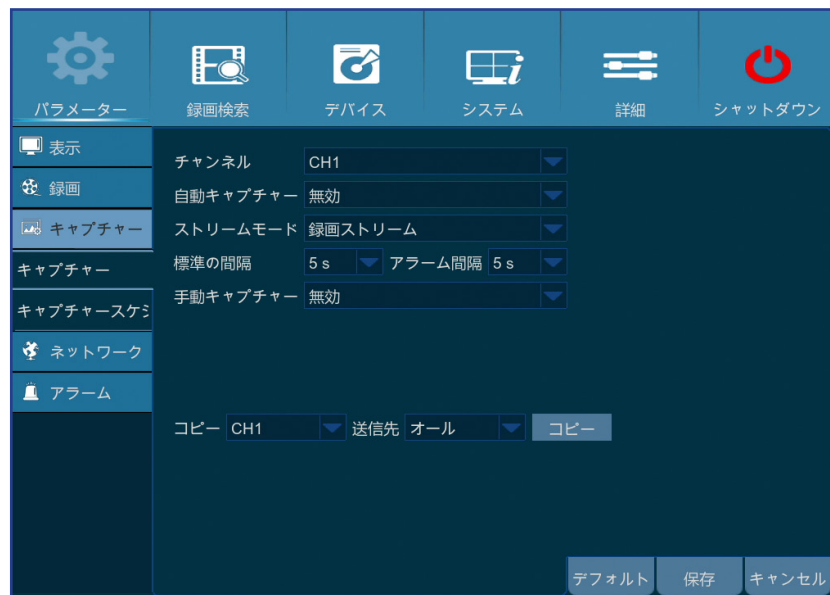 パラメーター 録画検索 デバイス システム 詳細 シャットダウン
表示
録画
キャプチャー
キャプチャー
キャプチャースケジ
ネットワーク
アラーム
チャンネル CH1
自動キャプチャー 無効
ストリームモード 録画ストリーム
標準の間隔 5 s アラーム間隔 5 s
手動キャプチャー 無効
コピー CH1 送信先 オール コピー
デフォルト 保存 キャンセル